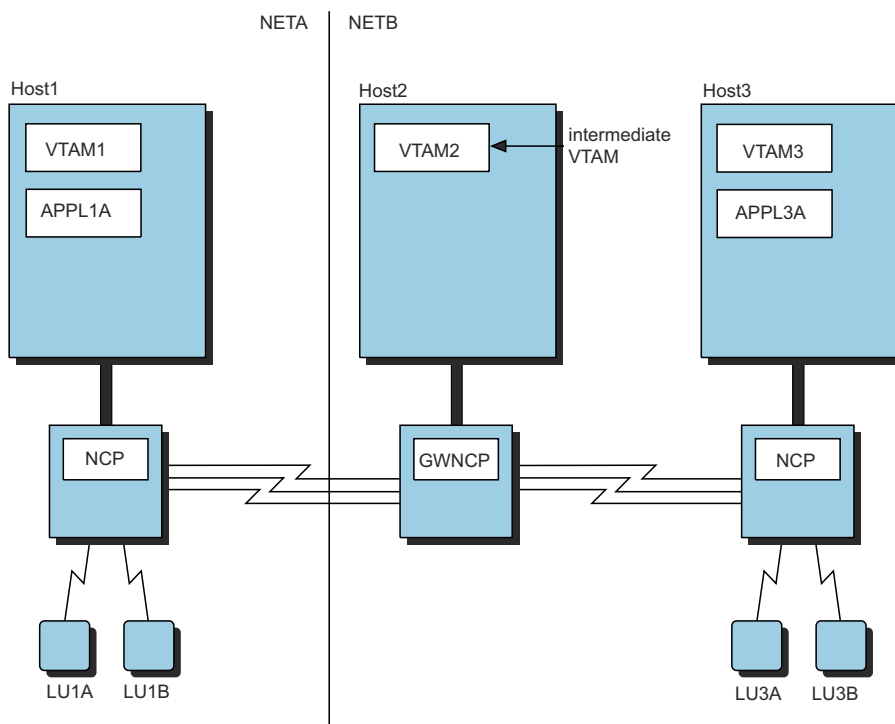 NETA NETB
Host1
Host2
Host3
VTAM1
APPL1A
VTAM2
intermediate
VTAM
VTAM3
APPL3A
NCP
GWNCP
NCP
LU1A
LU1B
LU3A
LU3B